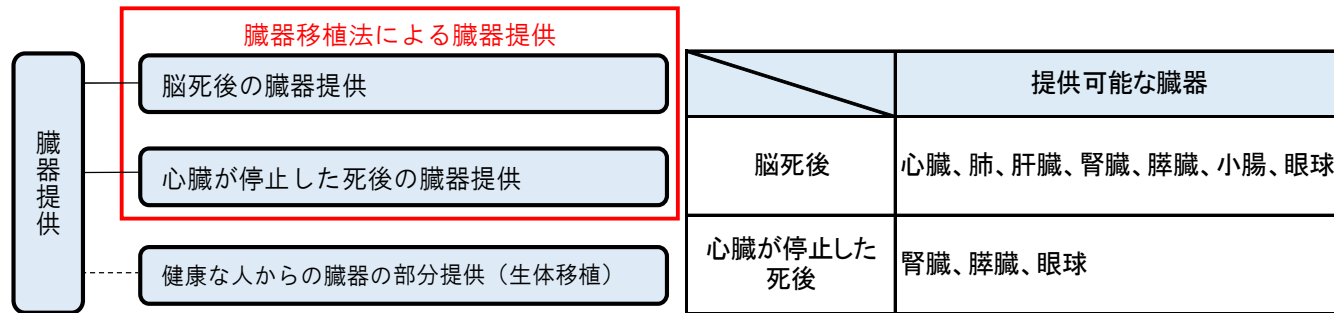 臓器移植法による臓器提供
臓器提供
脳死後の臓器提供
心臓が停止した死後の臓器提供
健康な人からの臓器の部分提供（生体移植）
提供可能な臓器
脳死後
心臓、肺、肝臓、腎臓、膵臓、小腸、眼球
心臓が停止した
死後
腎臓、膵臓、眼球